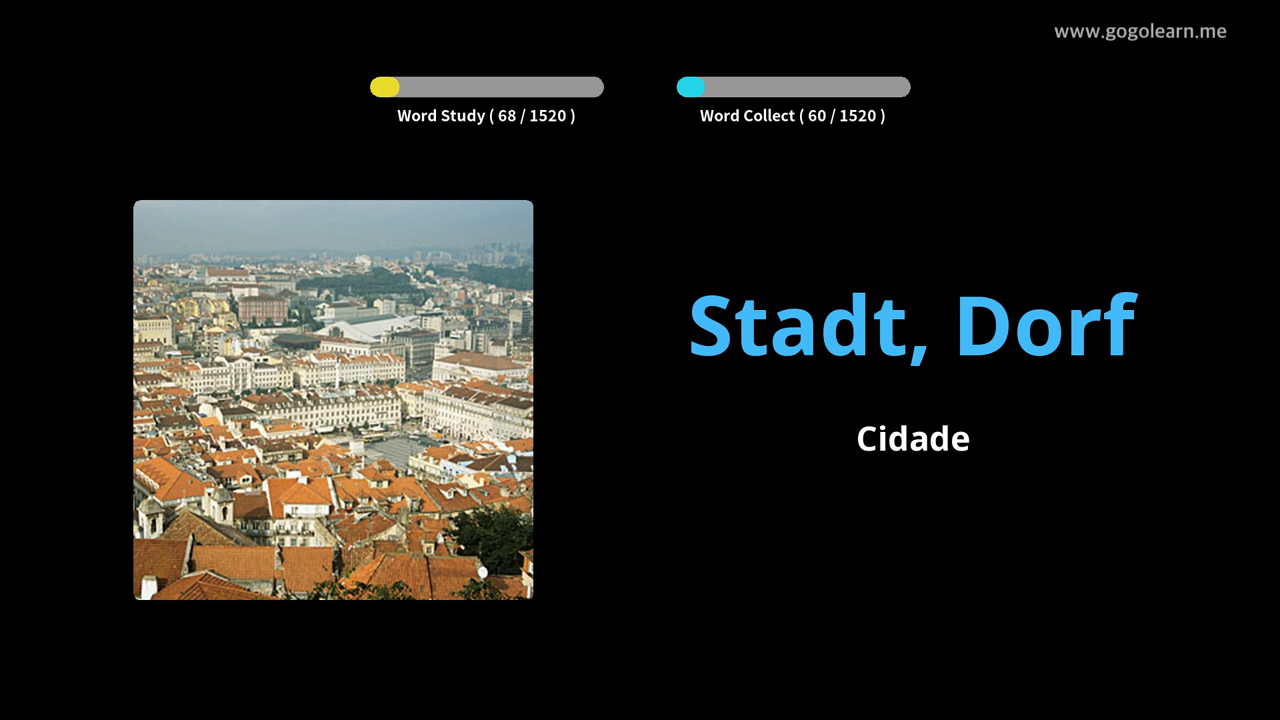 www.gogolearn.me
Word Study ( 68 / 1520 )
Word Collect ( 60 / 1520 )
Stadt, Dorf
Cidade